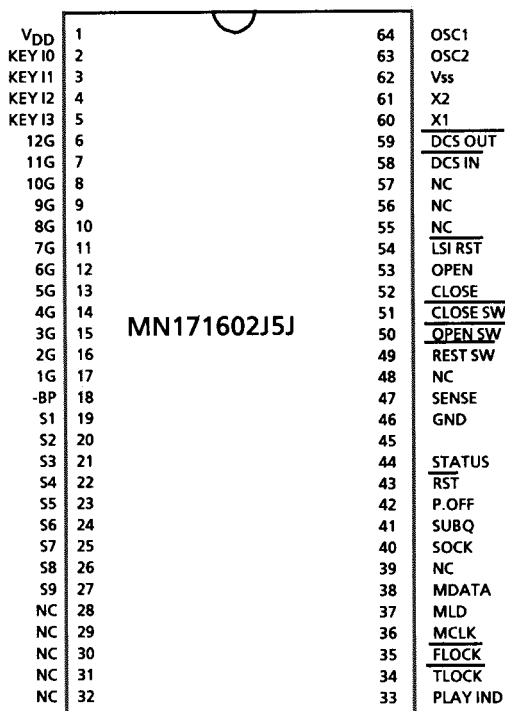 VDD 1 64 OSC1
KEY I0 2 63 OSC2
KEY I1 3 62 Vss
KEY I2 4 61 X2
KEY I3 5 60 X1
12G 6 59 DCS OUT
11G 7 58 DCS IN
10G 8 57 NC
9G 9 56 NC
8G 10 55 NC
7G 11 54 LSI RST
6G 12 53 OPEN
5G 13 52 CLOSE
4G 14 51 CLOSE SW
MN171602J5J
3G 15 50 OPEN SW
2G 16 49 REST SW
1G 17 48 NC
-BP 18 47 SENSE
S1 19 46 GND
S2 20 45
S3 21 44 STATUS
S4 22 43 RST
S5 23 42 P.OFF
S6 24 41 SUBQ
S7 25 40 SOCK
S8 26 39 NC
S9 27 38 MDATA
NC 28 37 MLD
NC 29 36 MCLK
NC 30 35 FLOCK
NC 31 34 TLOCK
NC 32 33 PLAY IND